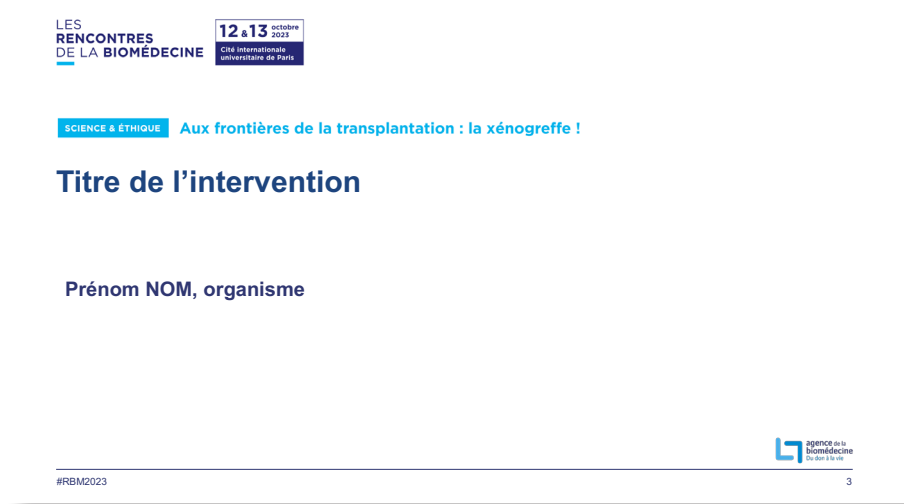 LES
RENCONTRES
DE LA BIOMÉDECINE
12 & 13 octobre 2023
Cité internationale
universitaire de Paris
SCIENCE & ÉTHIQUE Aux frontières de la transplantation : la xénogreffe !
Titre de l’intervention
Prénom NOM, organisme
agence de la
biomédecine
Du don à la vie
#RBM2023 3